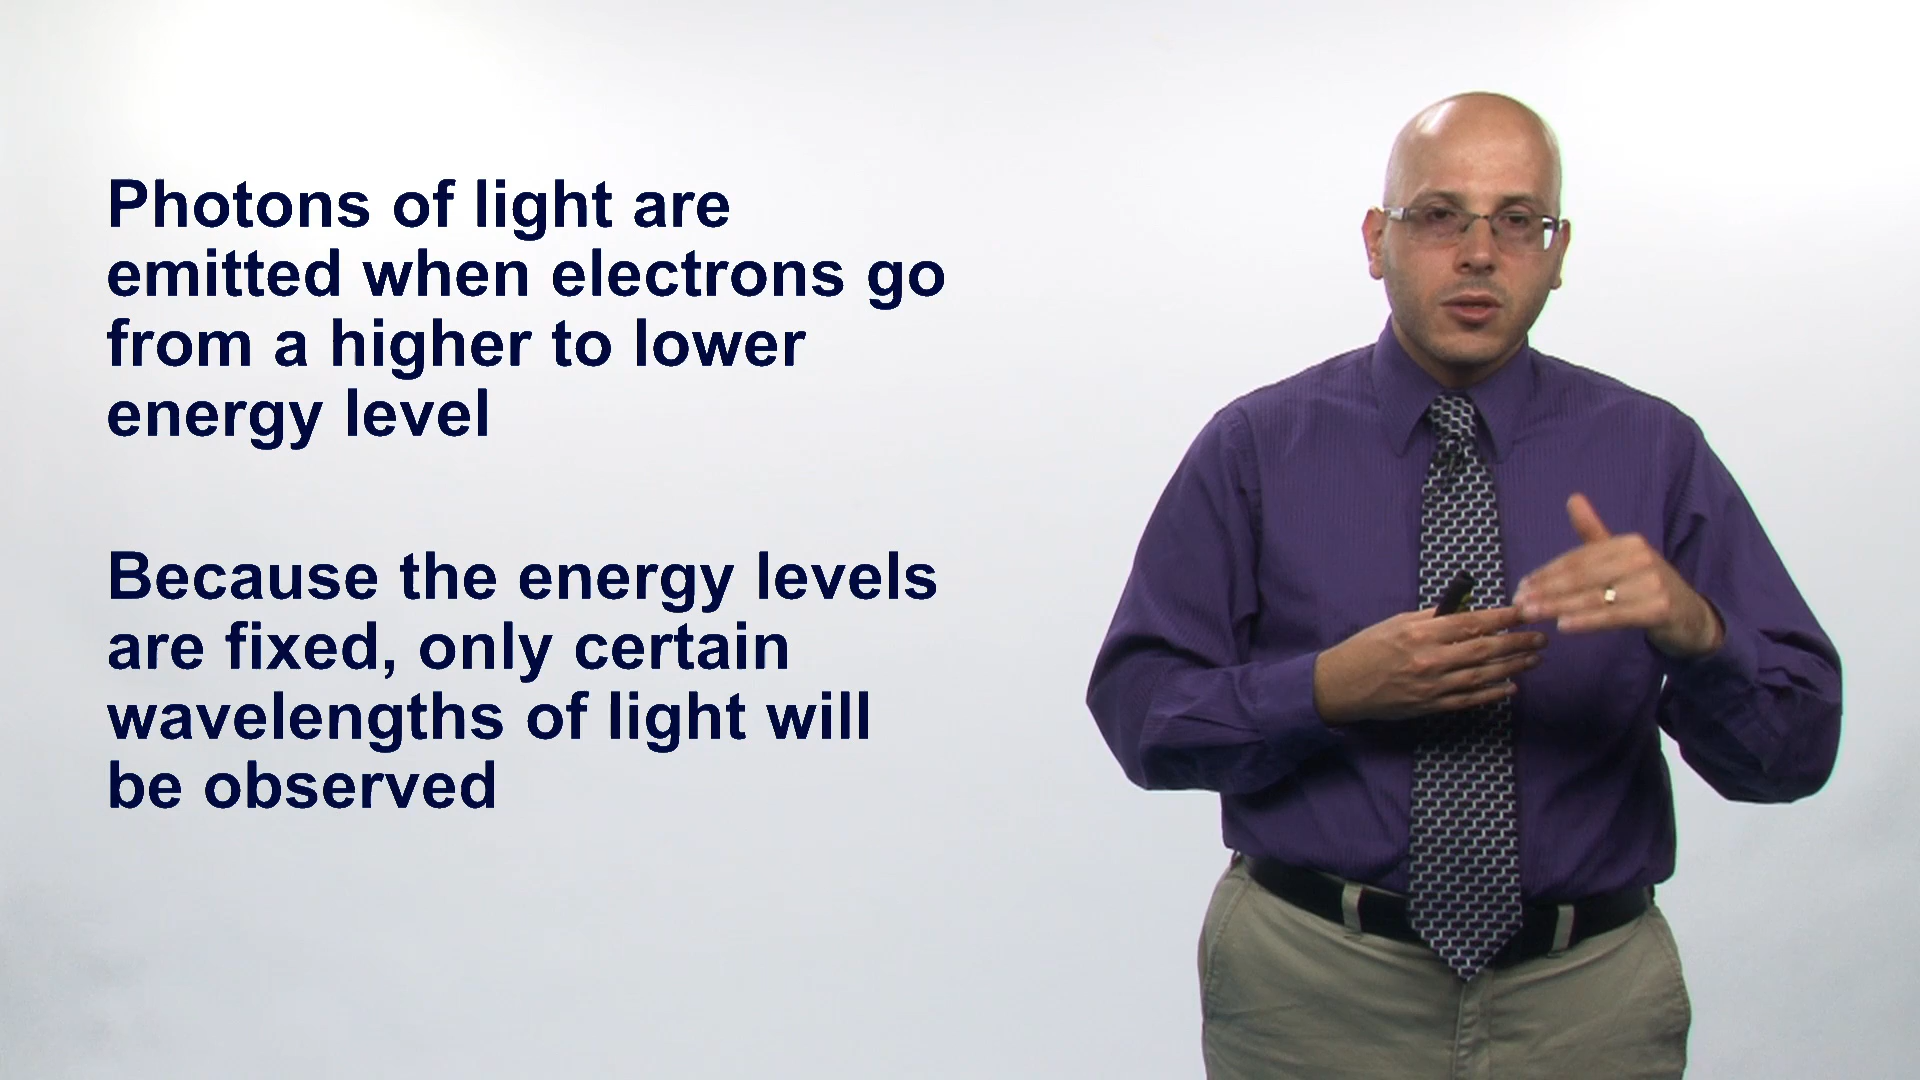 Photons of light are
emitted when electrons go
from a higher to lower
energy level
Because the energy levels
are fixed, only certain
wavelengths of light will
be observed